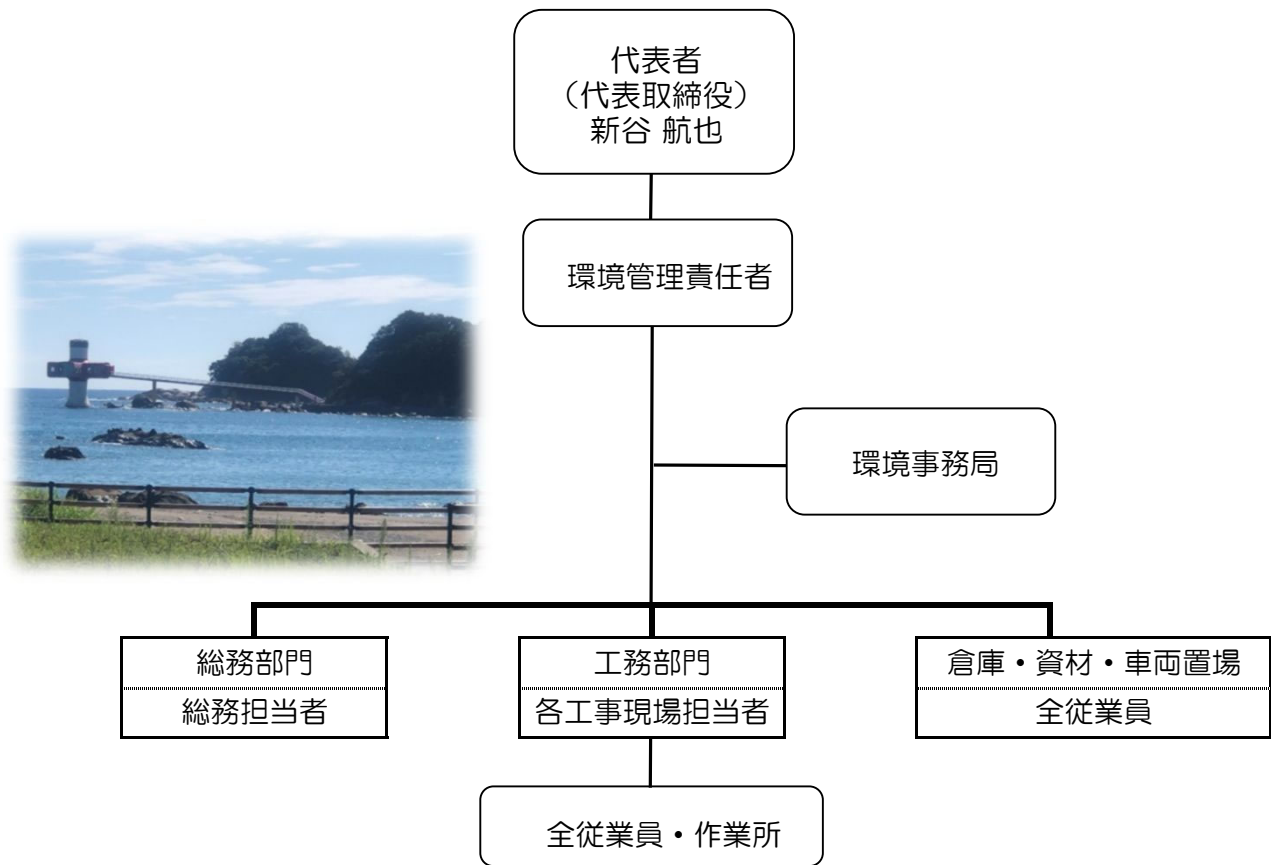 代表者
（代表取締役）
新谷 航也
環境管理責任者
環境事務局
総務部門
総務担当者
工務部門
各工事現場担当者
倉庫・資材・車両置場
全従業員
全従業員・作業所